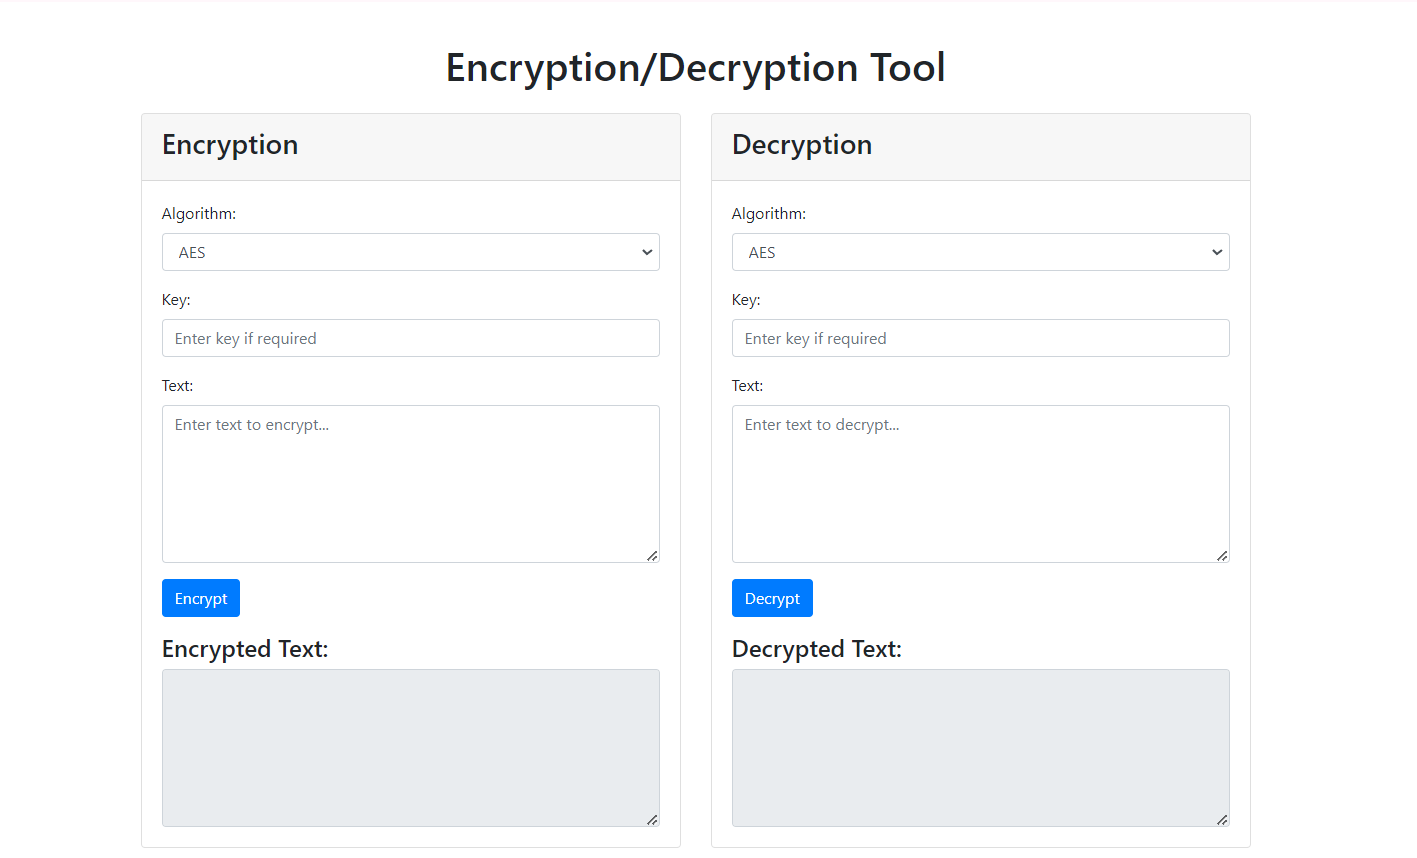 Encryption/Decryption Tool
Encryption
Algorithm:
AES
Key:
Enter key if required
Text:
Enter text to encrypt...
Encrypt
Encrypted Text:
Decryption
Algorithm:
AES
Key:
Enter key if required
Text:
Enter text to decrypt...
Decrypt
Decrypted Text: